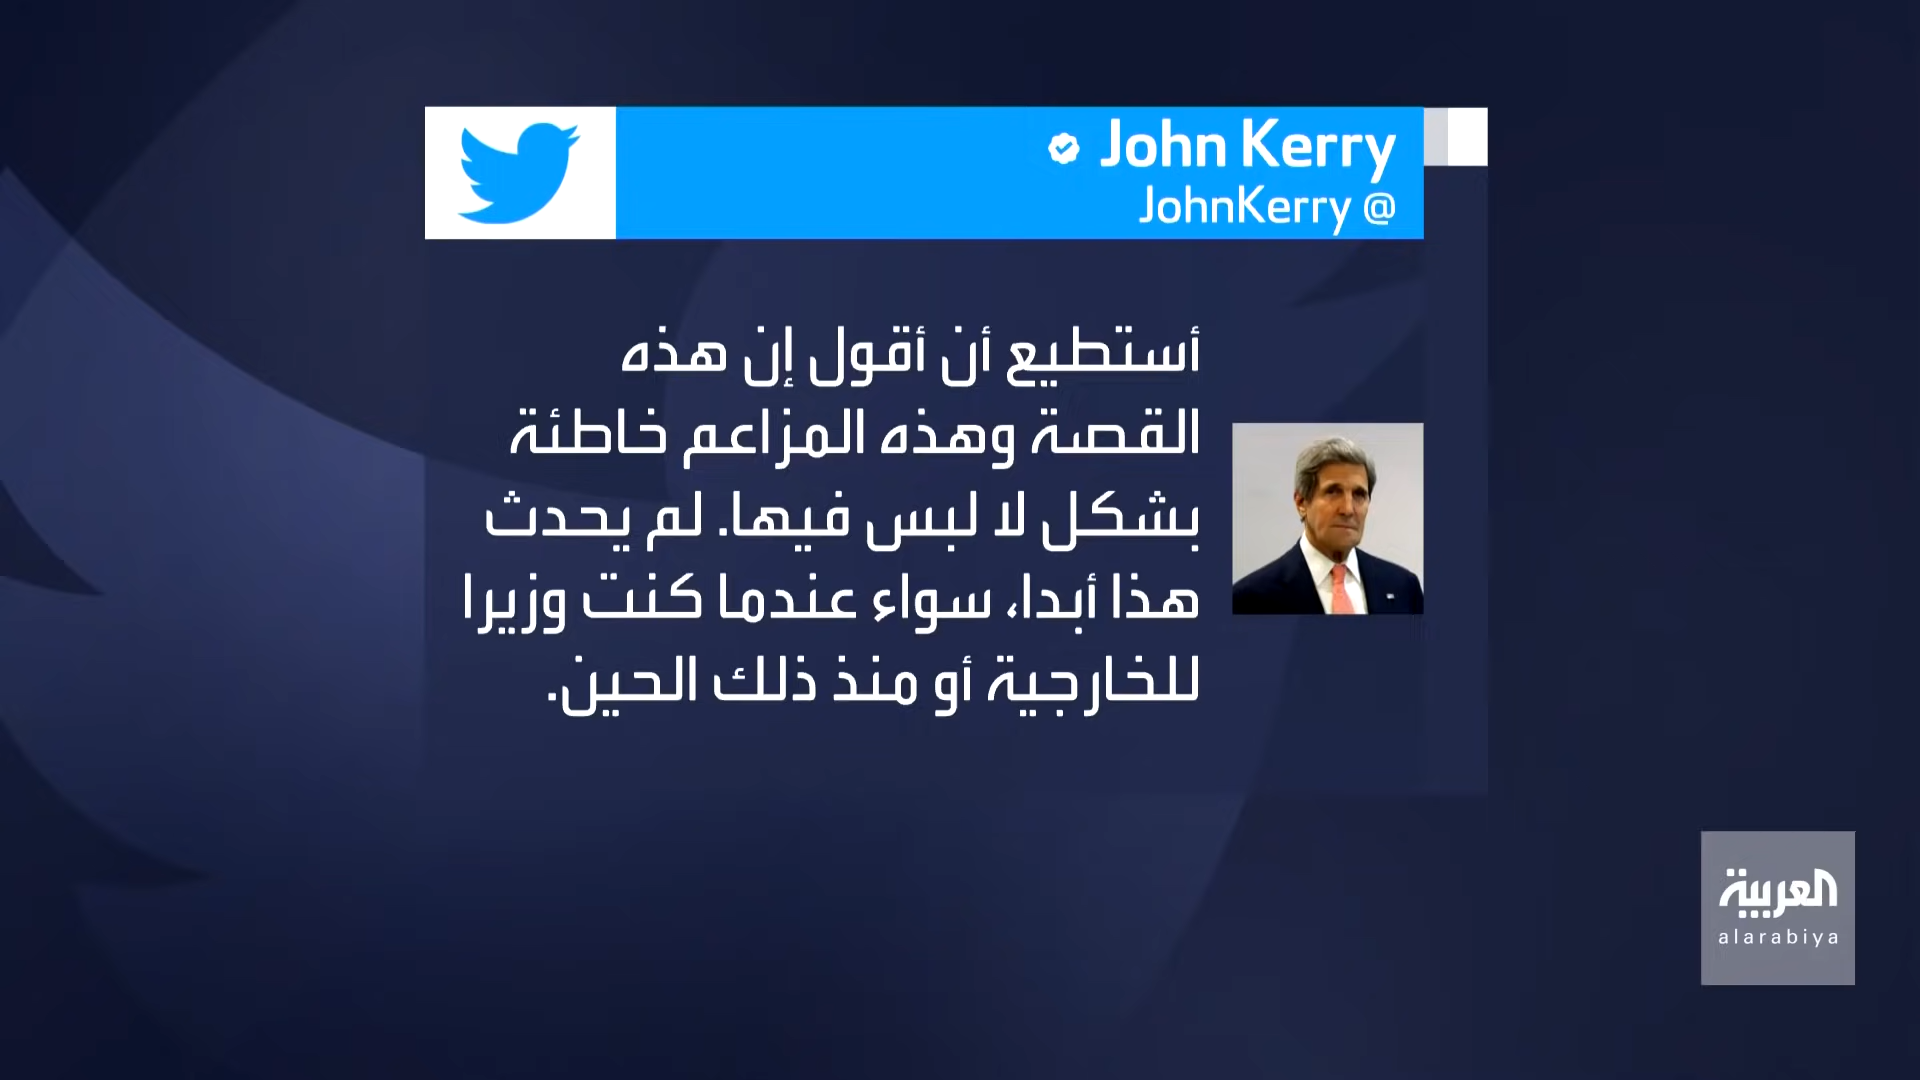 John Kerry
JohnKerry @
أستطيع أن أقول إن هذه
القصة وهذه المزاعم خاطئة
بشكل لا لبس فيها. لم يحدث
هذا أبدا، سواء عندما كنت وزيرا
للخارجية أو منذ ذلك الحين.
العربية
alarabiya